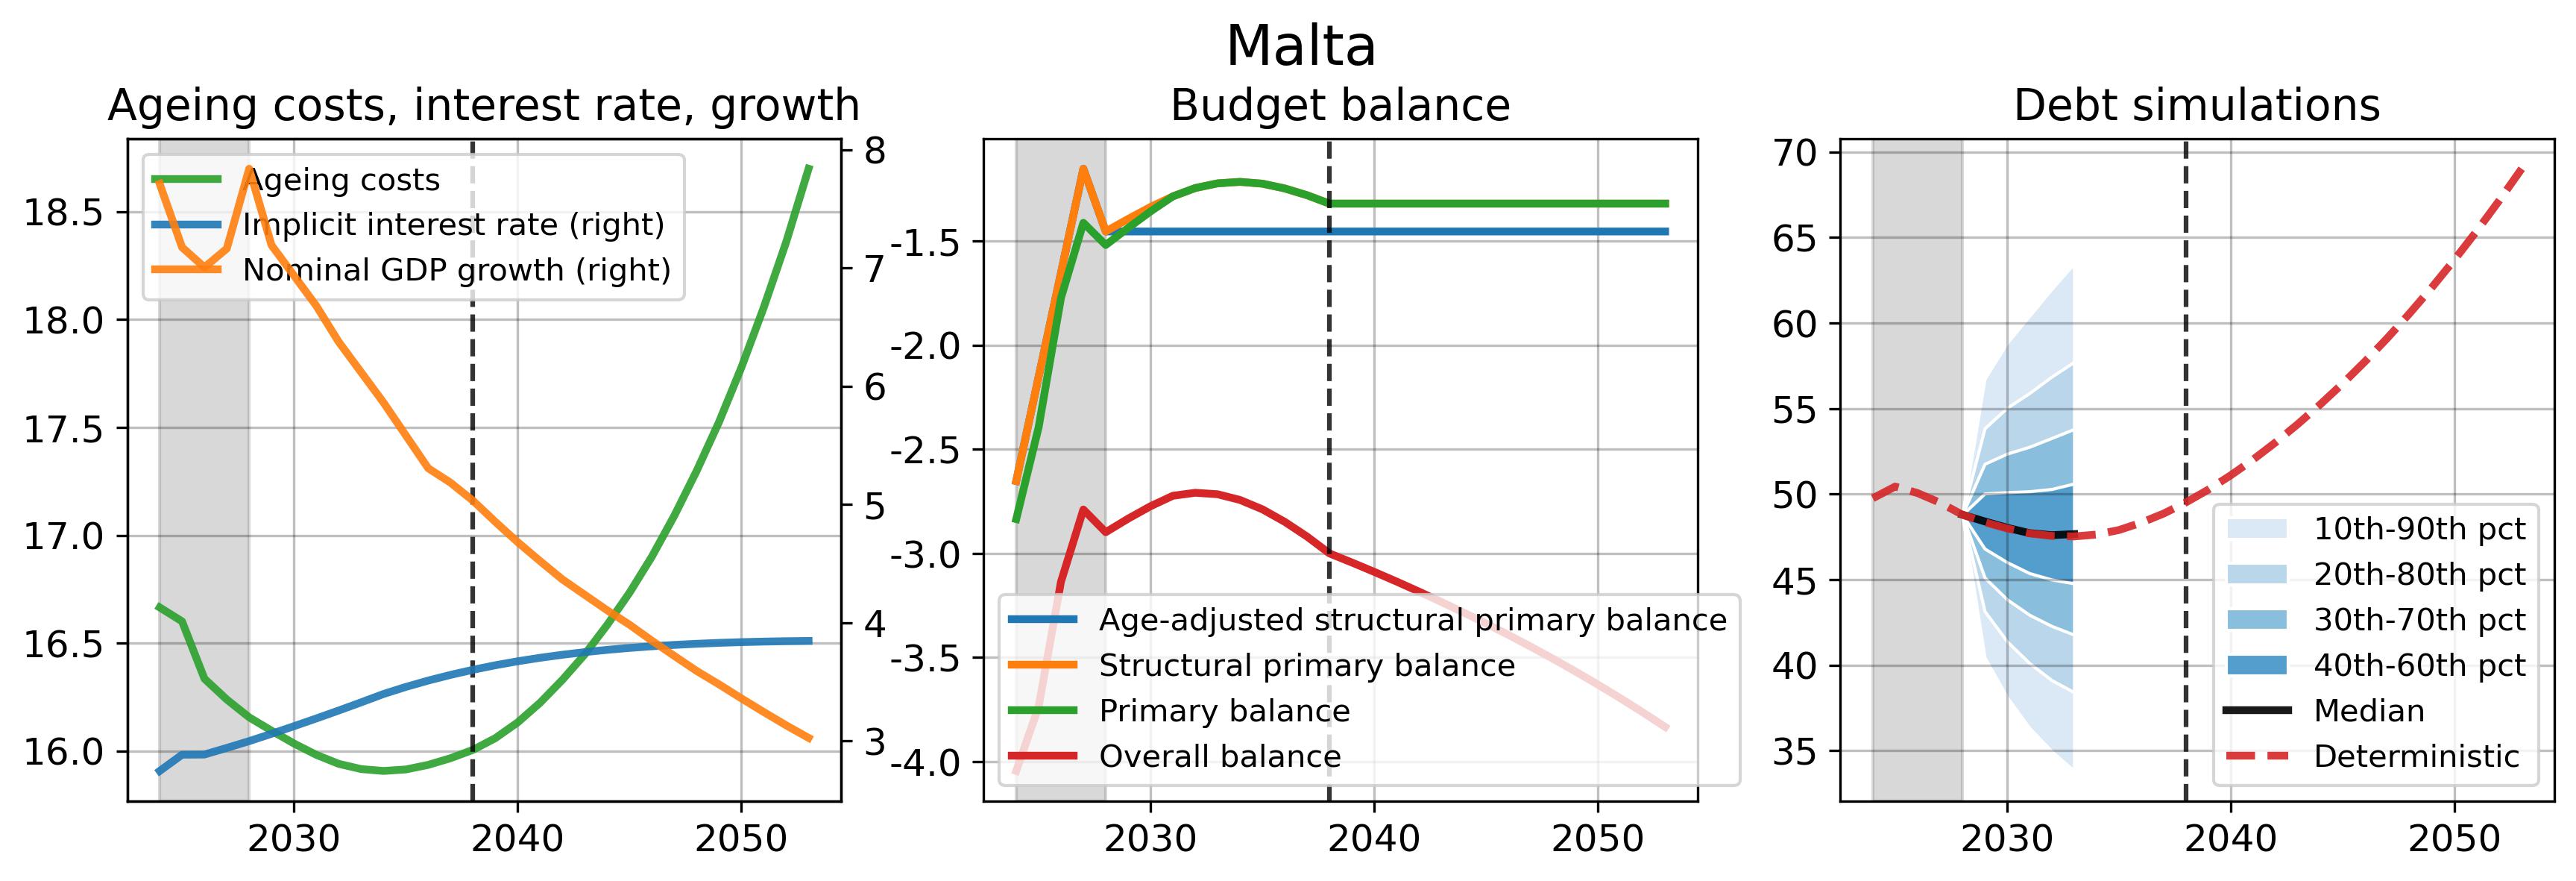 Malta
Ageing costs, interest rate, growth
Ageing costs
Implicit interest rate (right)
Nominal GDP growth (right)
18.5
18.0
17.5
17.0
16.5
16.0
8
7
6
5
4
3
2030
2040
2050
Budget balance
-1.5
-2.0
-2.5
-3.0
-3.5
-4.0
Age-adjusted structural primary balance
Structural primary balance
Primary balance
Overall balance
2030
2040
2050
Debt simulations
70
65
60
55
50
45
40
35
10th-90th pct
20th-80th pct
30th-70th pct
40th-60th pct
Median
Deterministic
2030
2040
2050